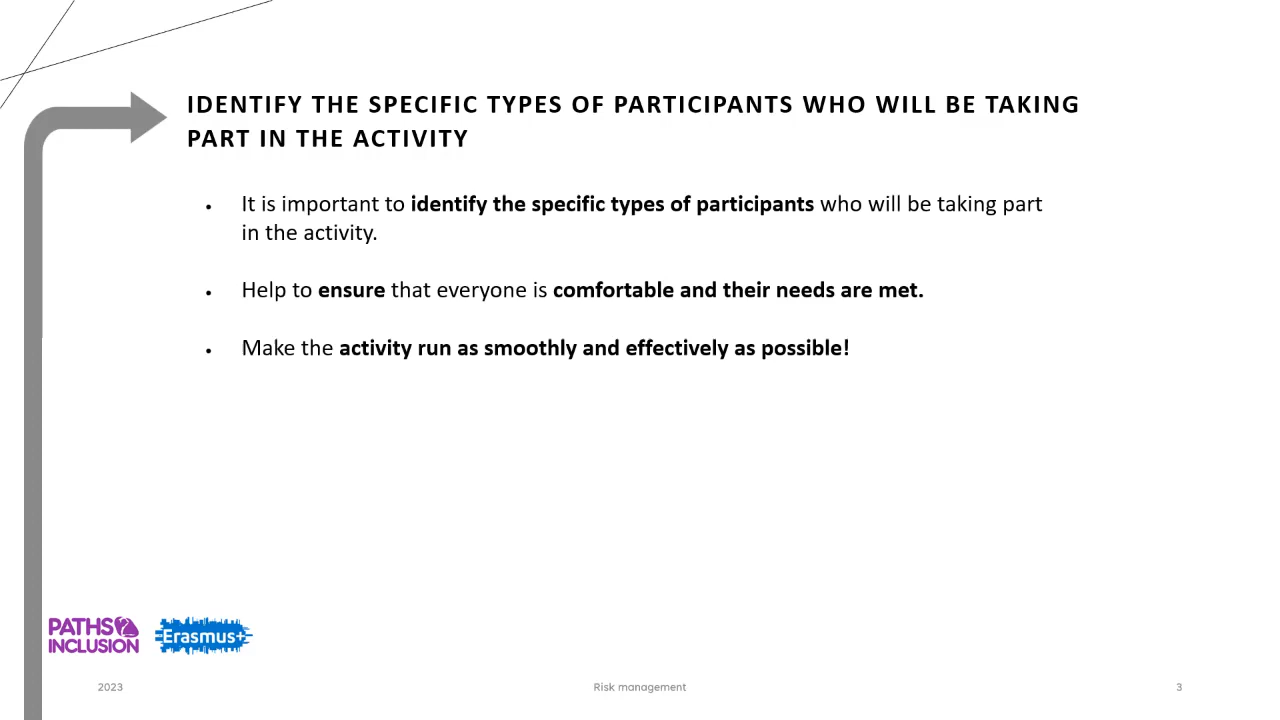 IDENTIFY THE SPECIFIC TYPES OF PARTICIPANTS WHO WILL BE TAKING
PART IN THE ACTIVITY
• It is important to identify the specific types of participants who will be taking part
in the activity.
• Help to ensure that everyone is comfortable and their needs are met.
• Make the activity run as smoothly and effectively as possible!
PATHS2
INCLUSION
Erasmus+
2023
Risk management
3